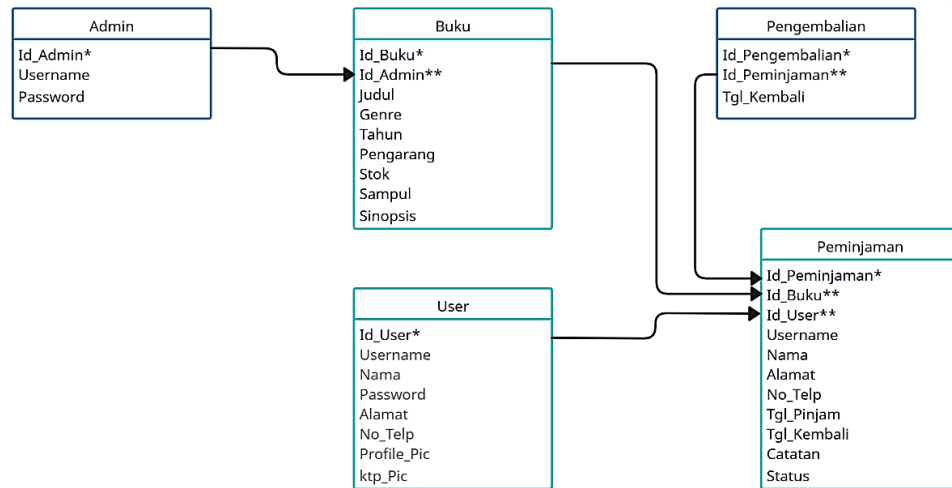 Admin
Id_Admin*
Username
Password
Buku
Id_Buku*
Id_Admin**
Judul
Genre
Tahun
Pengarang
Stok
Sampul
Sinopsis
Pengembalian
Id_Pengembalian*
Id_Peminjaman**
Tgl_Kembali
User
Id_User*
Username
Nama
Password
Alamat
No_Telp
Profile_Pic
ktp_Pic
Peminjaman
Id_Peminjaman*
Id_Buku**
Id_User**
Username
Nama
Alamat
No_Telp
Tgl_Pinjam
Tgl_Kembali
Catatan
Status